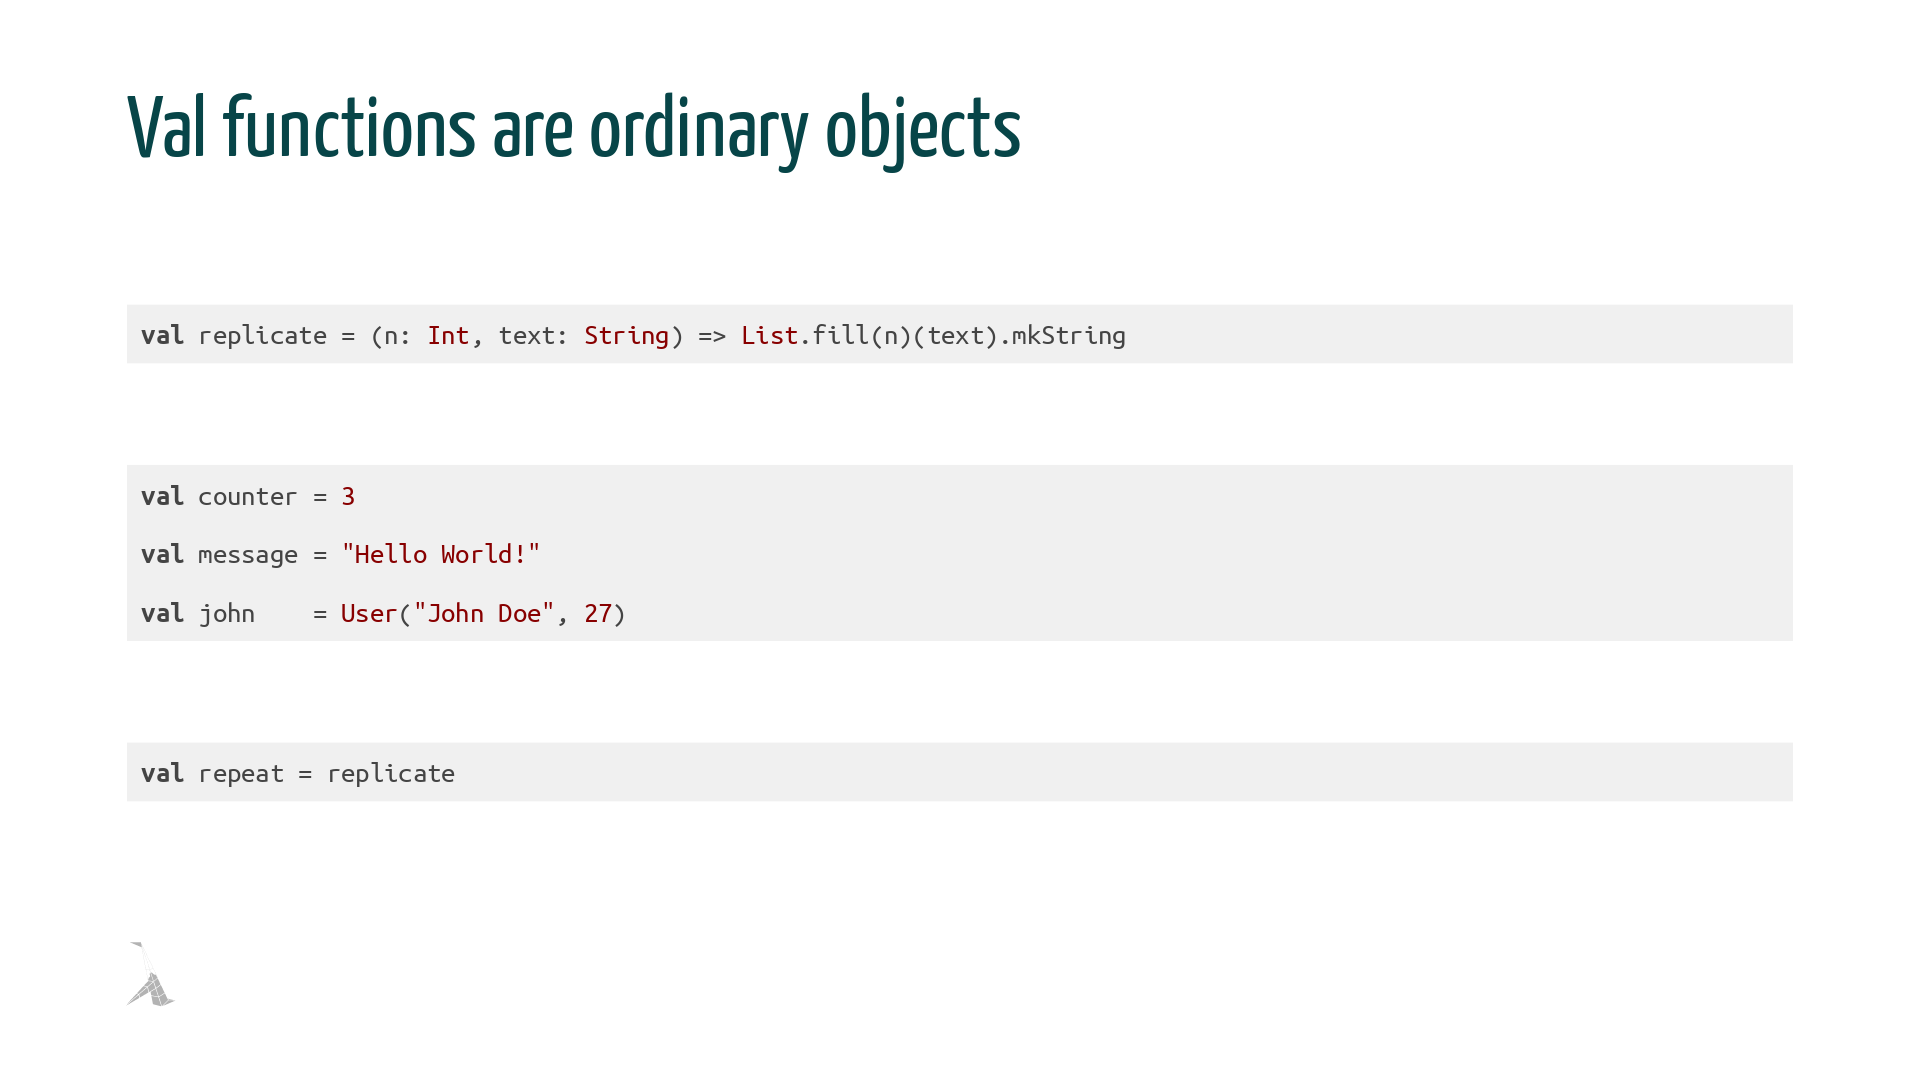 Val functions are ordinary objects
val replicate = (n: Int, text: String) => List.fill(n)(text).mkString
val counter = 3
val message = "Hello World!"
val john    = User("John Doe", 27)
val repeat = replicate